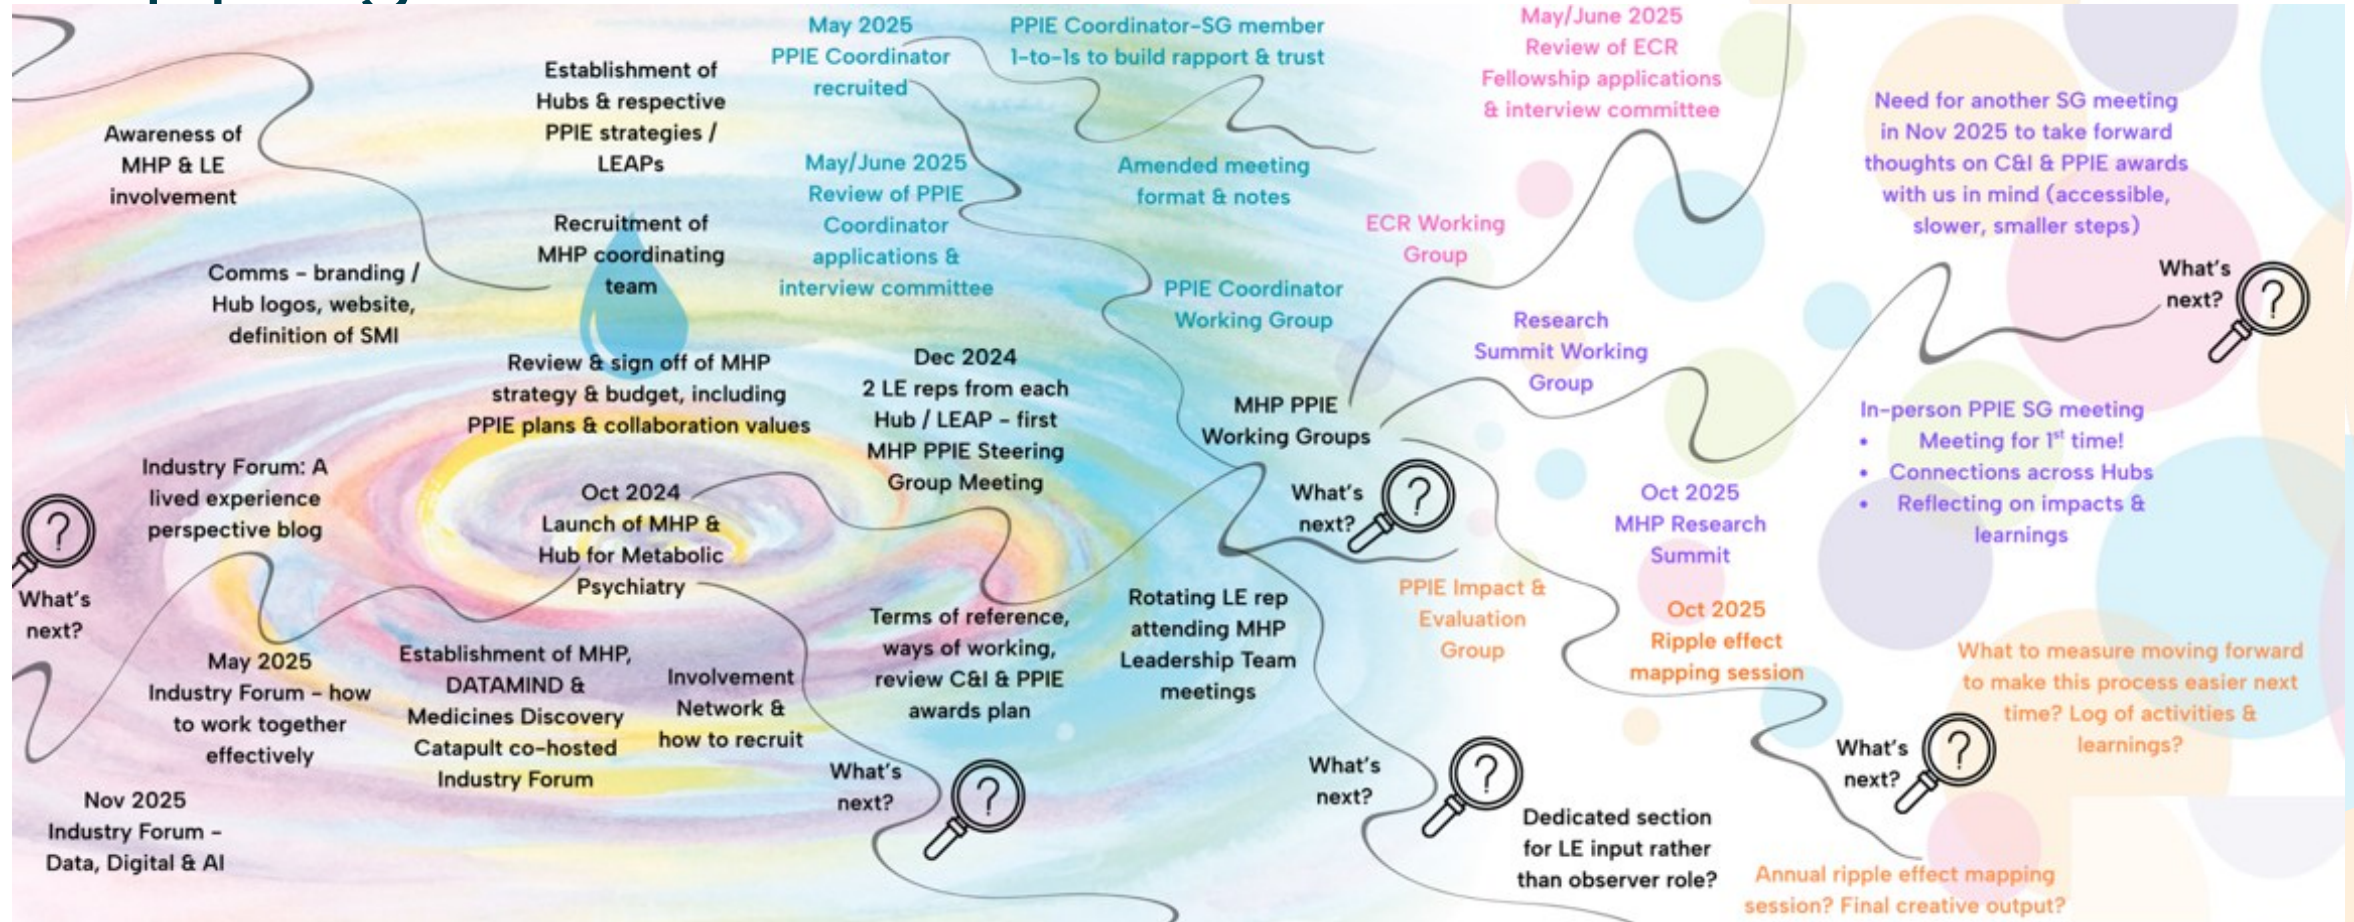 Awareness of
MHP & LE
involvement
Comms – branding /
Hub logos, website,
definition of SMI
Establishment of
Hubs & respective
PPIE strategies /
LEAPs
Recruitment of
MHP coordinating
team
Review & sign off of MHP
strategy & budget, including
PPIE plans & collaboration values
Oct 2024
Launch of MHP &
Hub for Metabolic
Psychiatry
Industry Forum: A
lived experience
perspective blog
What's
next?
?
May 2025
Industry Forum – how
to work together
effectively
Nov 2025
Industry Forum –
Data, Digital & AI
Establishment of MHP,
DATAMIND &
Medicines Discovery
Catapult co-hosted
Industry Forum
Involvement
Network &
how to recruit
What's
next?
?
May 2025
PPIE Coordinator
recruited
PPIE Coordinator-SG member
1-to-1s to build rapport & trust
May/June 2025
Review of PPIE
Coordinator
applications &
interview committee
Amended meeting
format & notes
PPIE Coordinator
Working Group
Dec 2024
2 LE reps from each
Hub / LEAP – first
MHP PPIE Steering
Group Meeting
Terms of reference,
ways of working,
review C&I & PPIE
awards plan
MHP PPIE
Working Groups
What's
next?
?
Rotating LE rep
attending MHP
Leadership Team
meetings
What's
next?
?
Dedicated section
for LE input rather
than observer role?
May/June 2025
Review of ECR
Fellowship applications
& interview committee
ECR Working
Group
Research
Summit Working
Group
Oct 2025
MHP Research
Summit
Need for another SG meeting
in Nov 2025 to take forward
thoughts on C&I & PPIE awards
with us in mind (accessible,
slower, smaller steps)
What's
next?
?
In-person PPIE SG meeting
• Meeting for 1st time!
• Connections across Hubs
• Reflecting on impacts &
learnings
PPIE Impact &
Evaluation
Group
Oct 2025
Ripple effect
mapping session
What to measure moving forward
to make this process easier next
time? Log of activities &
learnings?
What's
next?
?
Annual ripple effect mapping
session? Final creative output?